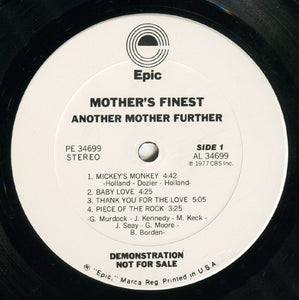 Epic
MOTHER'S FINEST
ANOTHER MOTHER FURTHER
PE 34699
STEREO
SIDE 1
AL 34699
℗ 1977 CBS Inc.
1. MICKEY'S MONKEY 4:42
-Holland - Dozier - Holland-
2. BABY LOVE 4:25
3. THANK YOU FOR THE LOVE 5:05
4. PIECE OF THE ROCK 3:25
-G. Murdock - J. Kennedy - M. Keck -
J. Seay - G. Moore -
B. Borden-
DEMONSTRATION
NOT FOR SALE
® "Epic," Marca Reg. Printed in U.S.A.